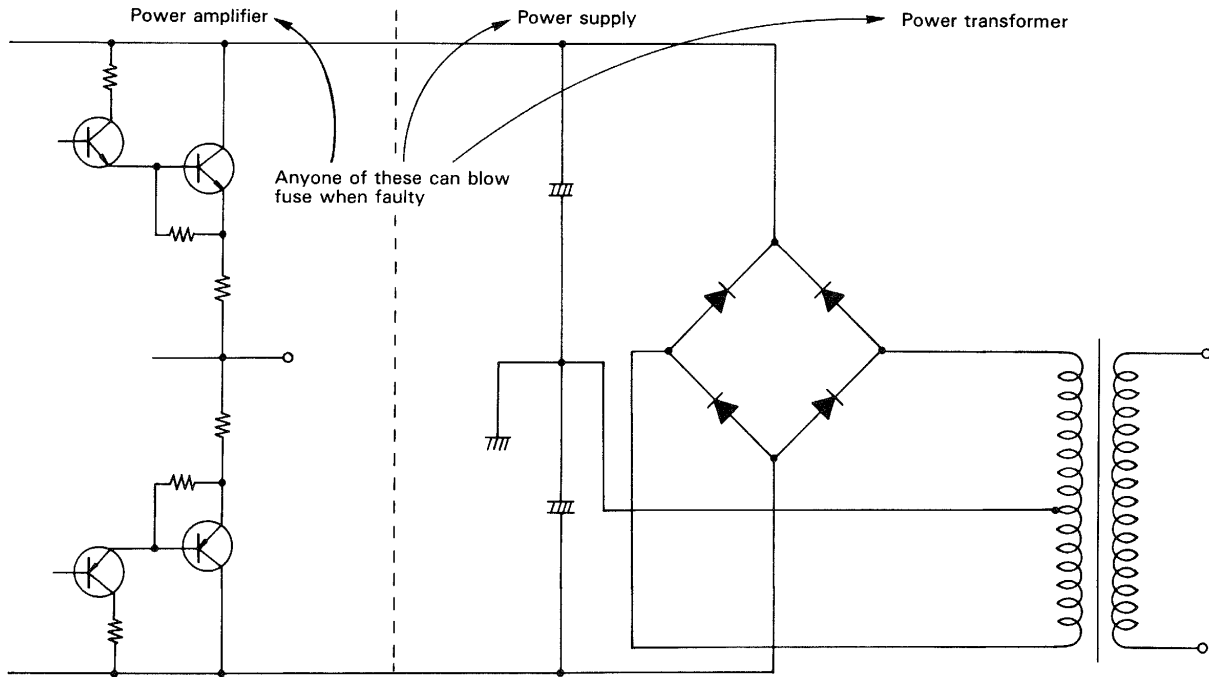 Power amplifier
Power supply
Power transformer
Anyone of these can blow
fuse when faulty